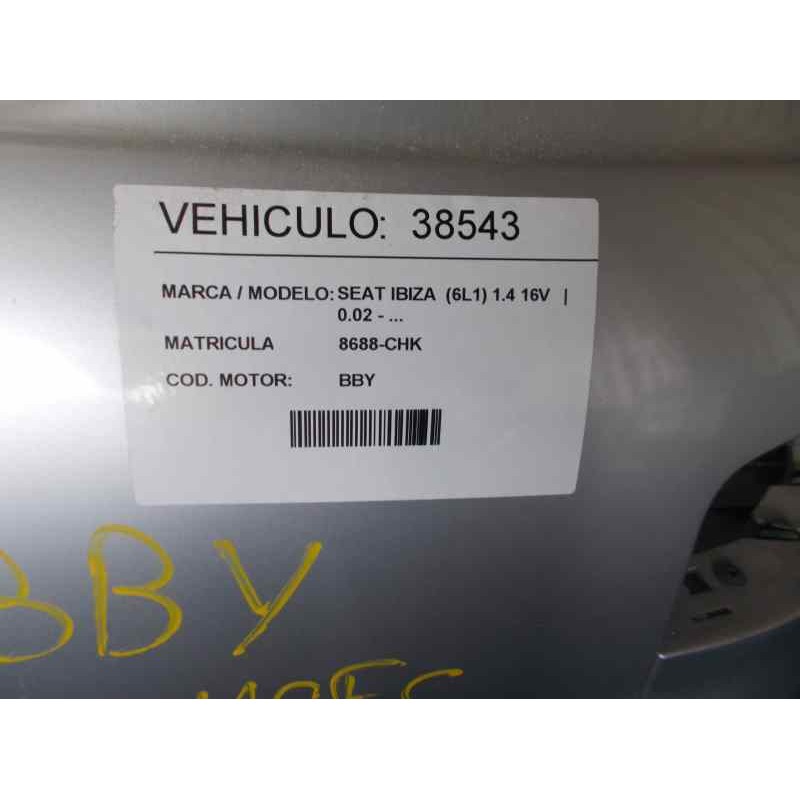 VEHICULO: 38543
MARCA / MODELO: SEAT IBIZA (6L1) 1.4 16V |
0.02 - ...
MATRICULA 8688-CHK
COD. MOTOR: BBY
BBY